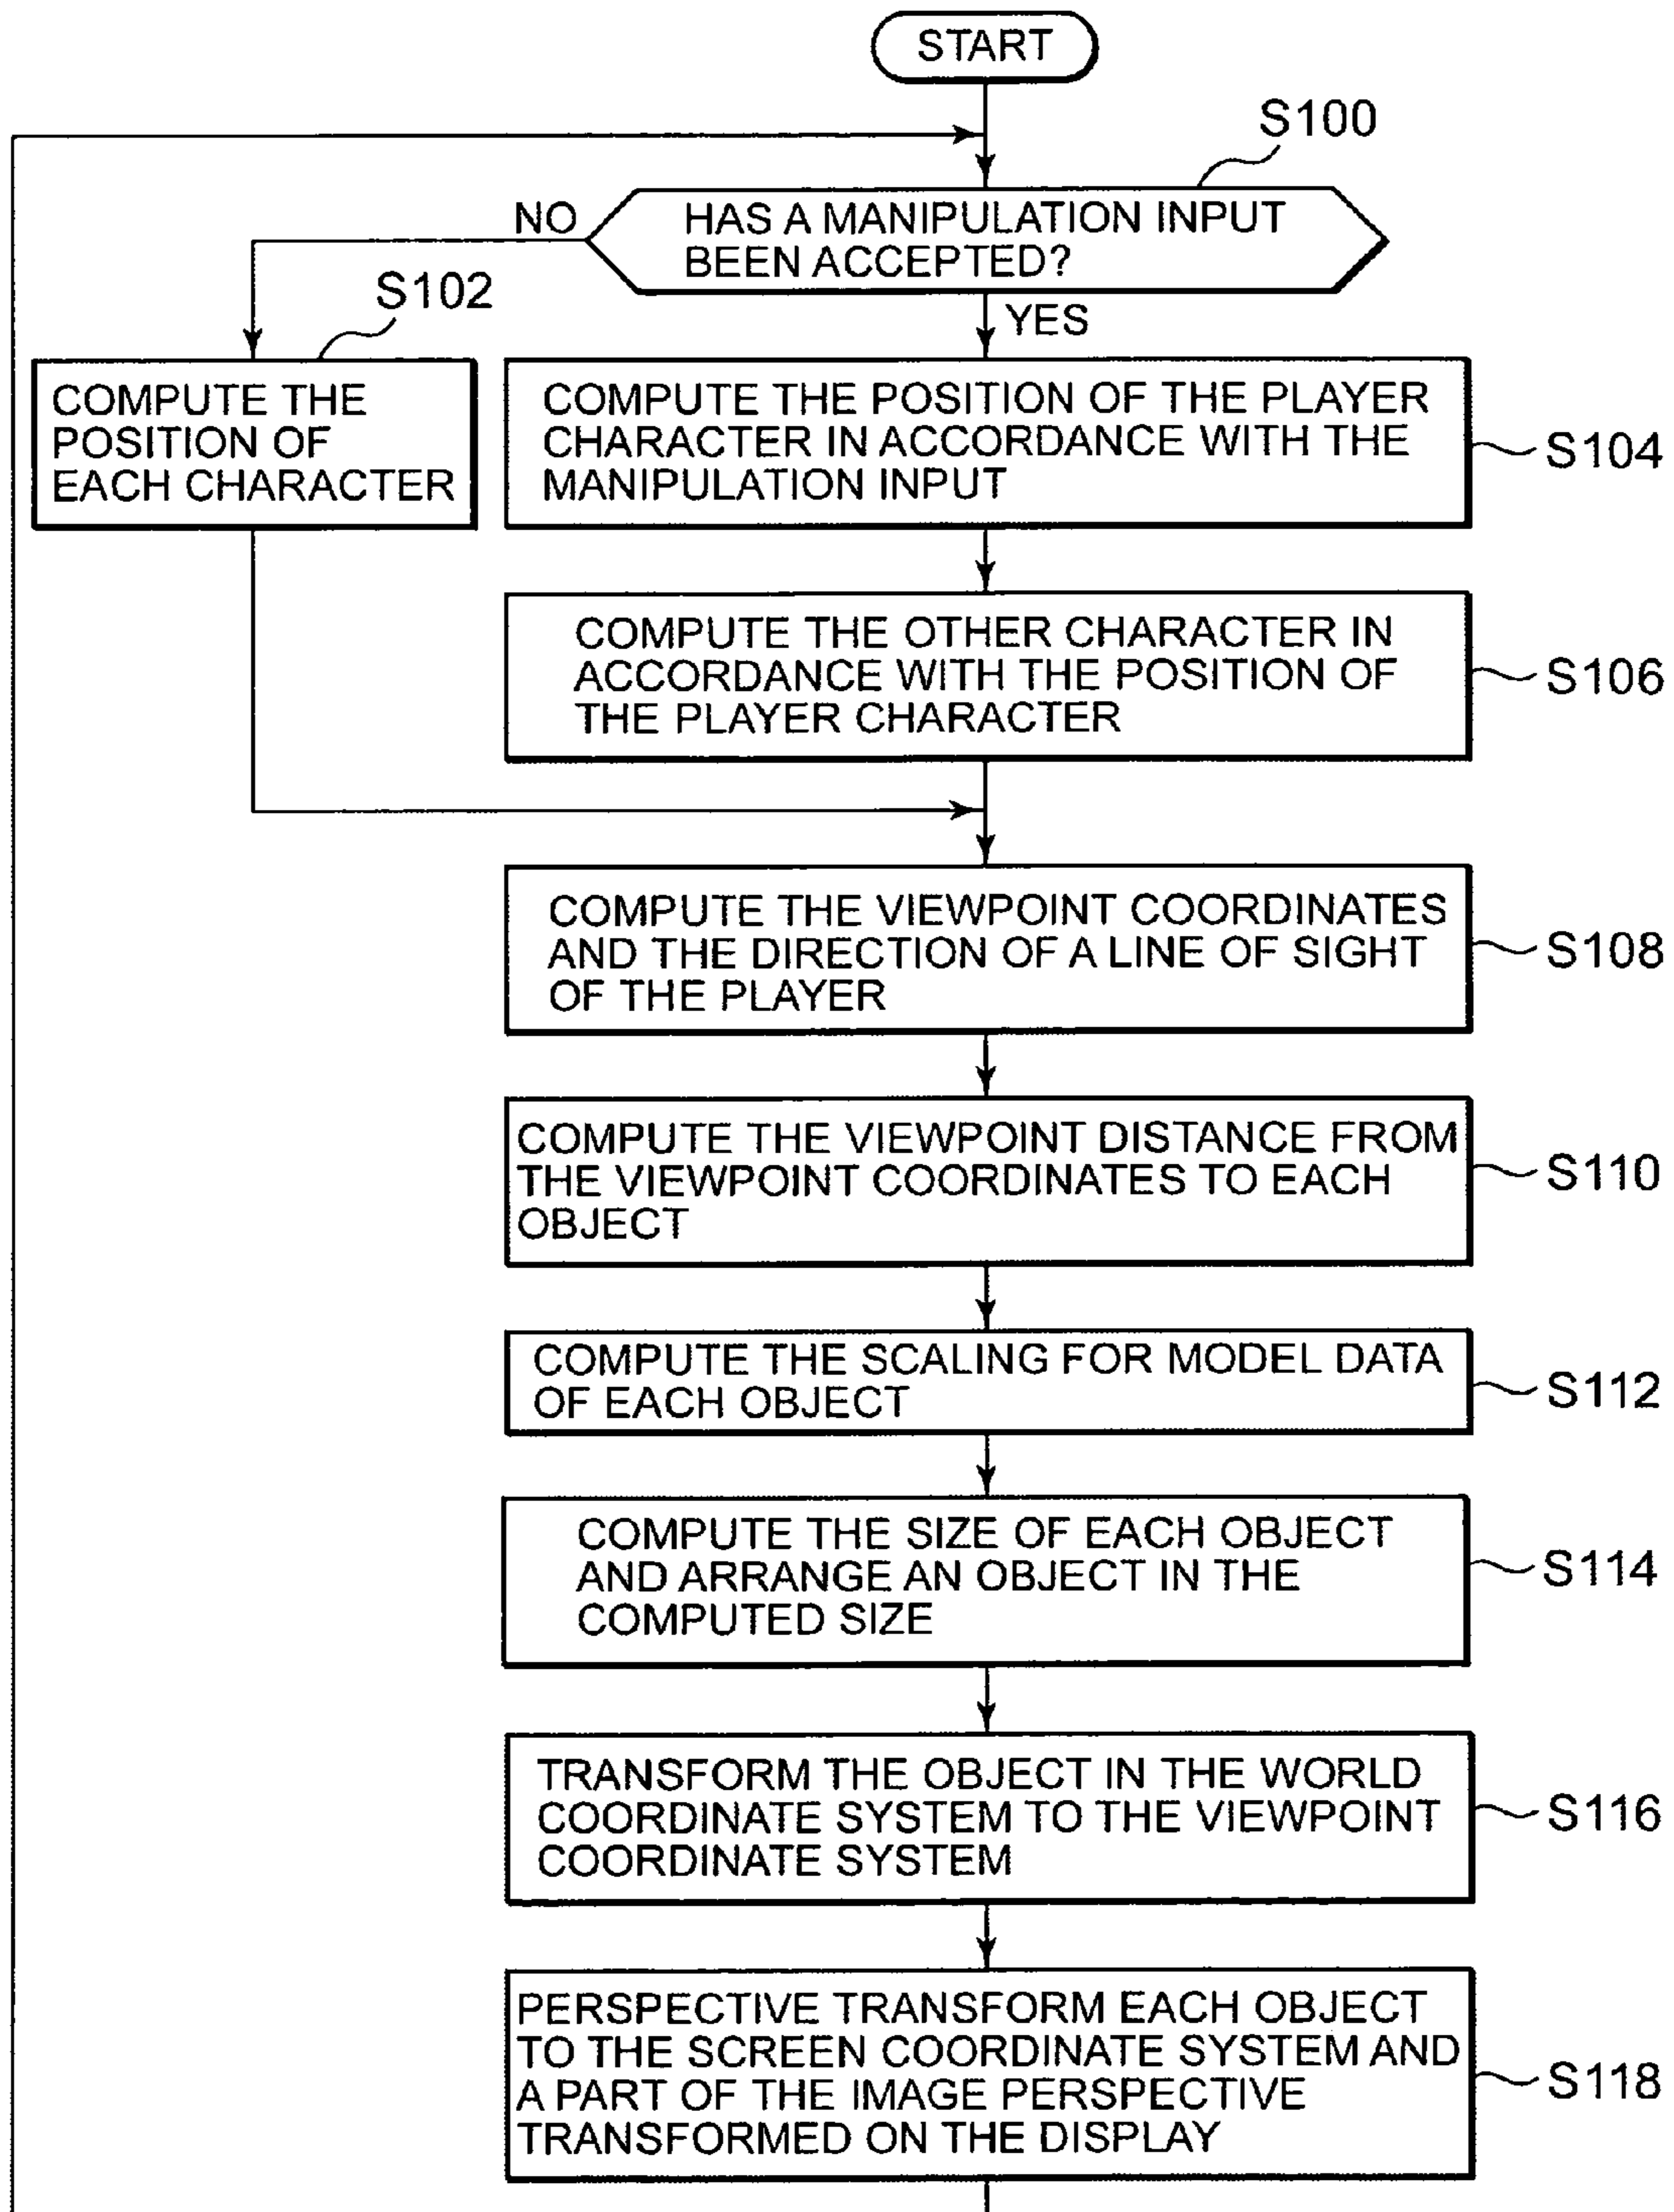 START
S100
NO
HAS A MANIPULATION INPUT
BEEN ACCEPTED?
S102
YES
COMPUTE THE
POSITION OF
EACH CHARACTER
COMPUTE THE POSITION OF THE PLAYER
CHARACTER IN ACCORDANCE WITH THE
MANIPULATION INPUT
S104
COMPUTE THE OTHER CHARACTER IN
ACCORDANCE WITH THE POSITION OF
THE PLAYER CHARACTER
S106
COMPUTE THE VIEWPOINT COORDINATES
AND THE DIRECTION OF A LINE OF SIGHT
OF THE PLAYER
S108
COMPUTE THE VIEWPOINT DISTANCE FROM
THE VIEWPOINT COORDINATES TO EACH
OBJECT
S110
COMPUTE THE SCALING FOR MODEL DATA
OF EACH OBJECT
S112
COMPUTE THE SIZE OF EACH OBJECT
AND ARRANGE AN OBJECT IN THE
COMPUTED SIZE
S114
TRANSFORM THE OBJECT IN THE WORLD
COORDINATE SYSTEM TO THE VIEWPOINT
COORDINATE SYSTEM
S116
PERSPECTIVE TRANSFORM EACH OBJECT
TO THE SCREEN COORDINATE SYSTEM AND
A PART OF THE IMAGE PERSPECTIVE
TRANSFORMED ON THE DISPLAY
S118